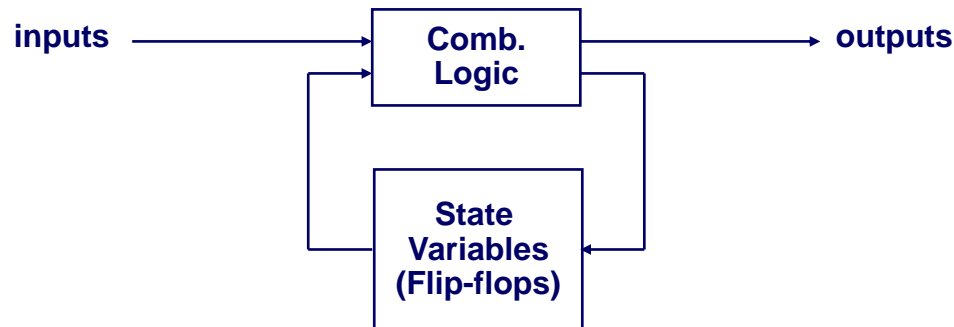 inputs
Comb.
Logic
outputs
State
Variables
(Flip-flops)